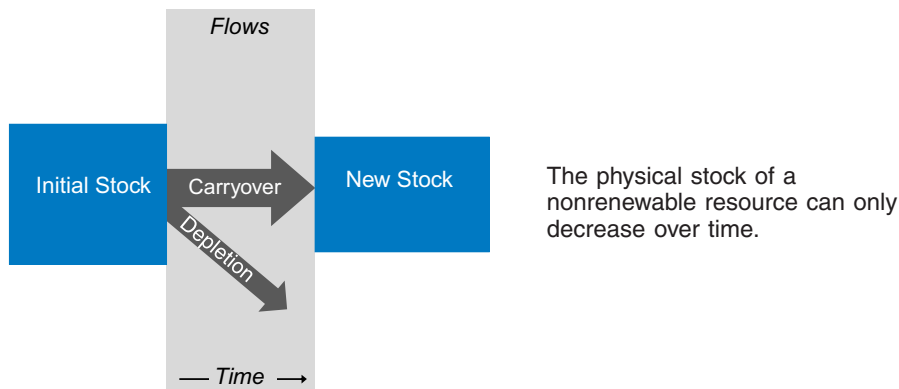 Flows
Initial Stock
Carryover
New Stock
Depletion
Time
The physical stock of a
nonrenewable resource can only
decrease over time.